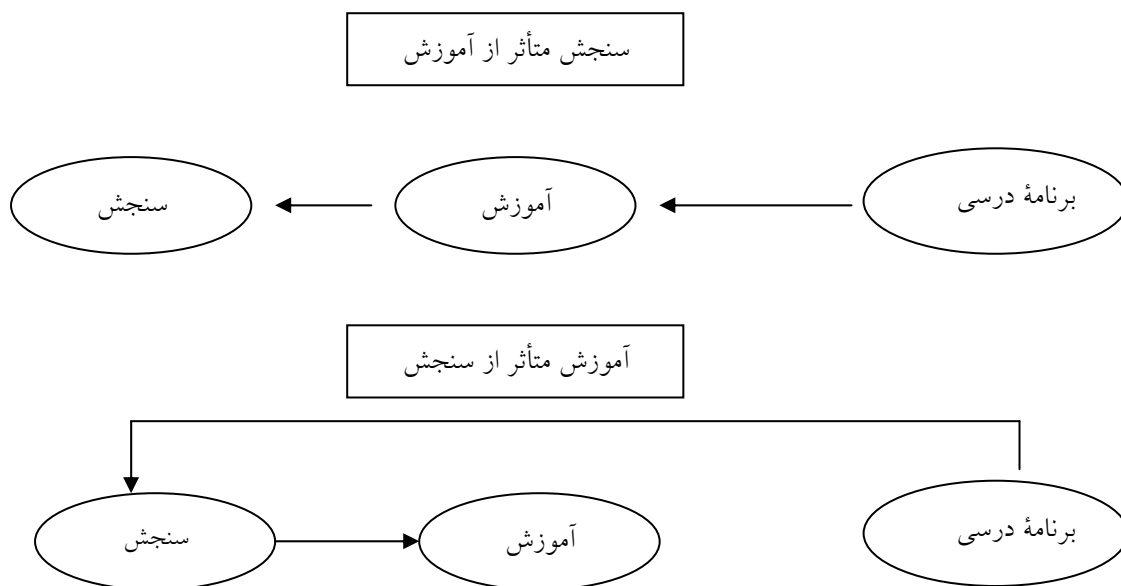 سنجش متأثر از آموزش
برنامهٔ درسی
آموزش
سنجش
آموزش متأثر از سنجش
برنامهٔ درسی
آموزش
سنجش